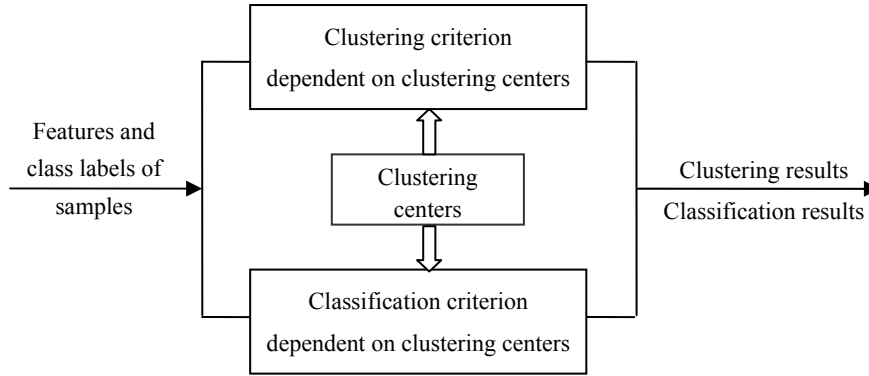 Clustering criterion
dependent on clustering centers
Features and
class labels of
samples
Clustering
centers
Clustering results
Classification results
Classification criterion
dependent on clustering centers